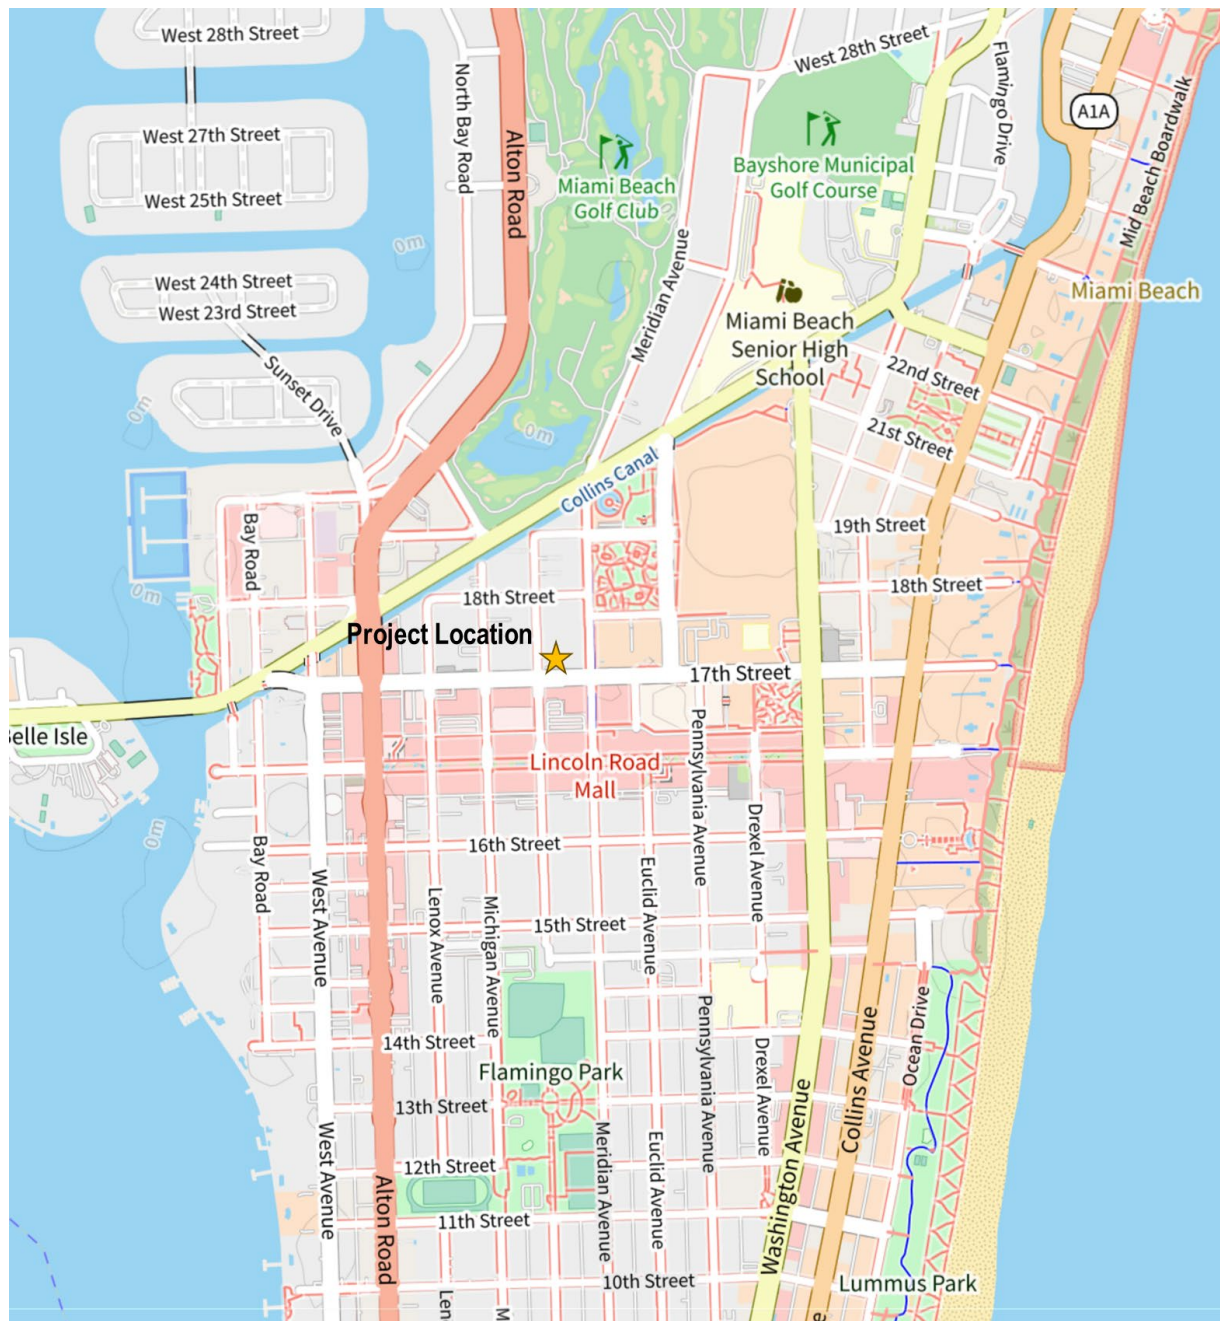 West 28th Street
West 28th Street
Flamingo Drive
A1A
North Bay Road
Alton Road
West 27th Street
Mid Beach Boardwalk
Bayshore Municipal
Golf Course
Miami Beach
Golf Club
West 25th Street
0m
Meridian Avenue
West 24th Street
Miami Beach
West 23rd Street
Miami Beach
Senior High
School
Sunset Drive
22nd Street
0m
0m
21st Street
Collins Canal
Bay Road
19th Street
0m
18th Street
18th Street
Project Location
17th Street
Belle Isle
Pennsylvania Avenue
Lincoln Road
Mall
0m
Bay Road
16th Street
Drexel Avenue
West Avenue
Lenox Avenue
Michigan Avenue
Euclid Avenue
15th Street
Pennsylvania Avenue
Ocean Drive
Collins Avenue
14th Street
Drexel Avenue
Flamingo Park
Washington Avenue
13th Street
West Avenue
Meridian Avenue
Euclid Avenue
12th Street
Alton Road
11th Street
10th Street
Lummus Park
Len
M
e